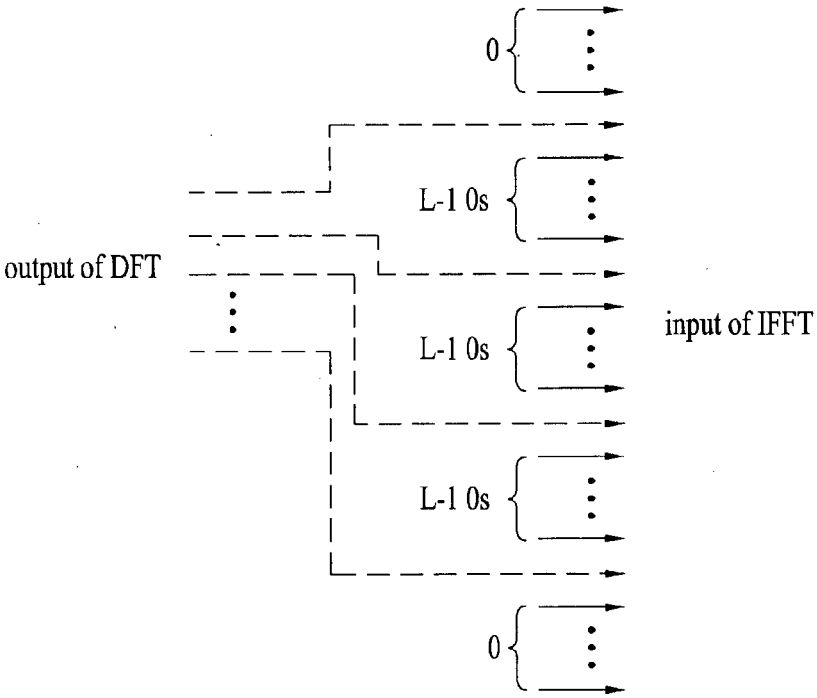 0
L-1 0s
output of DFT
L-1 0s
input of IFFT
L-1 0s
0